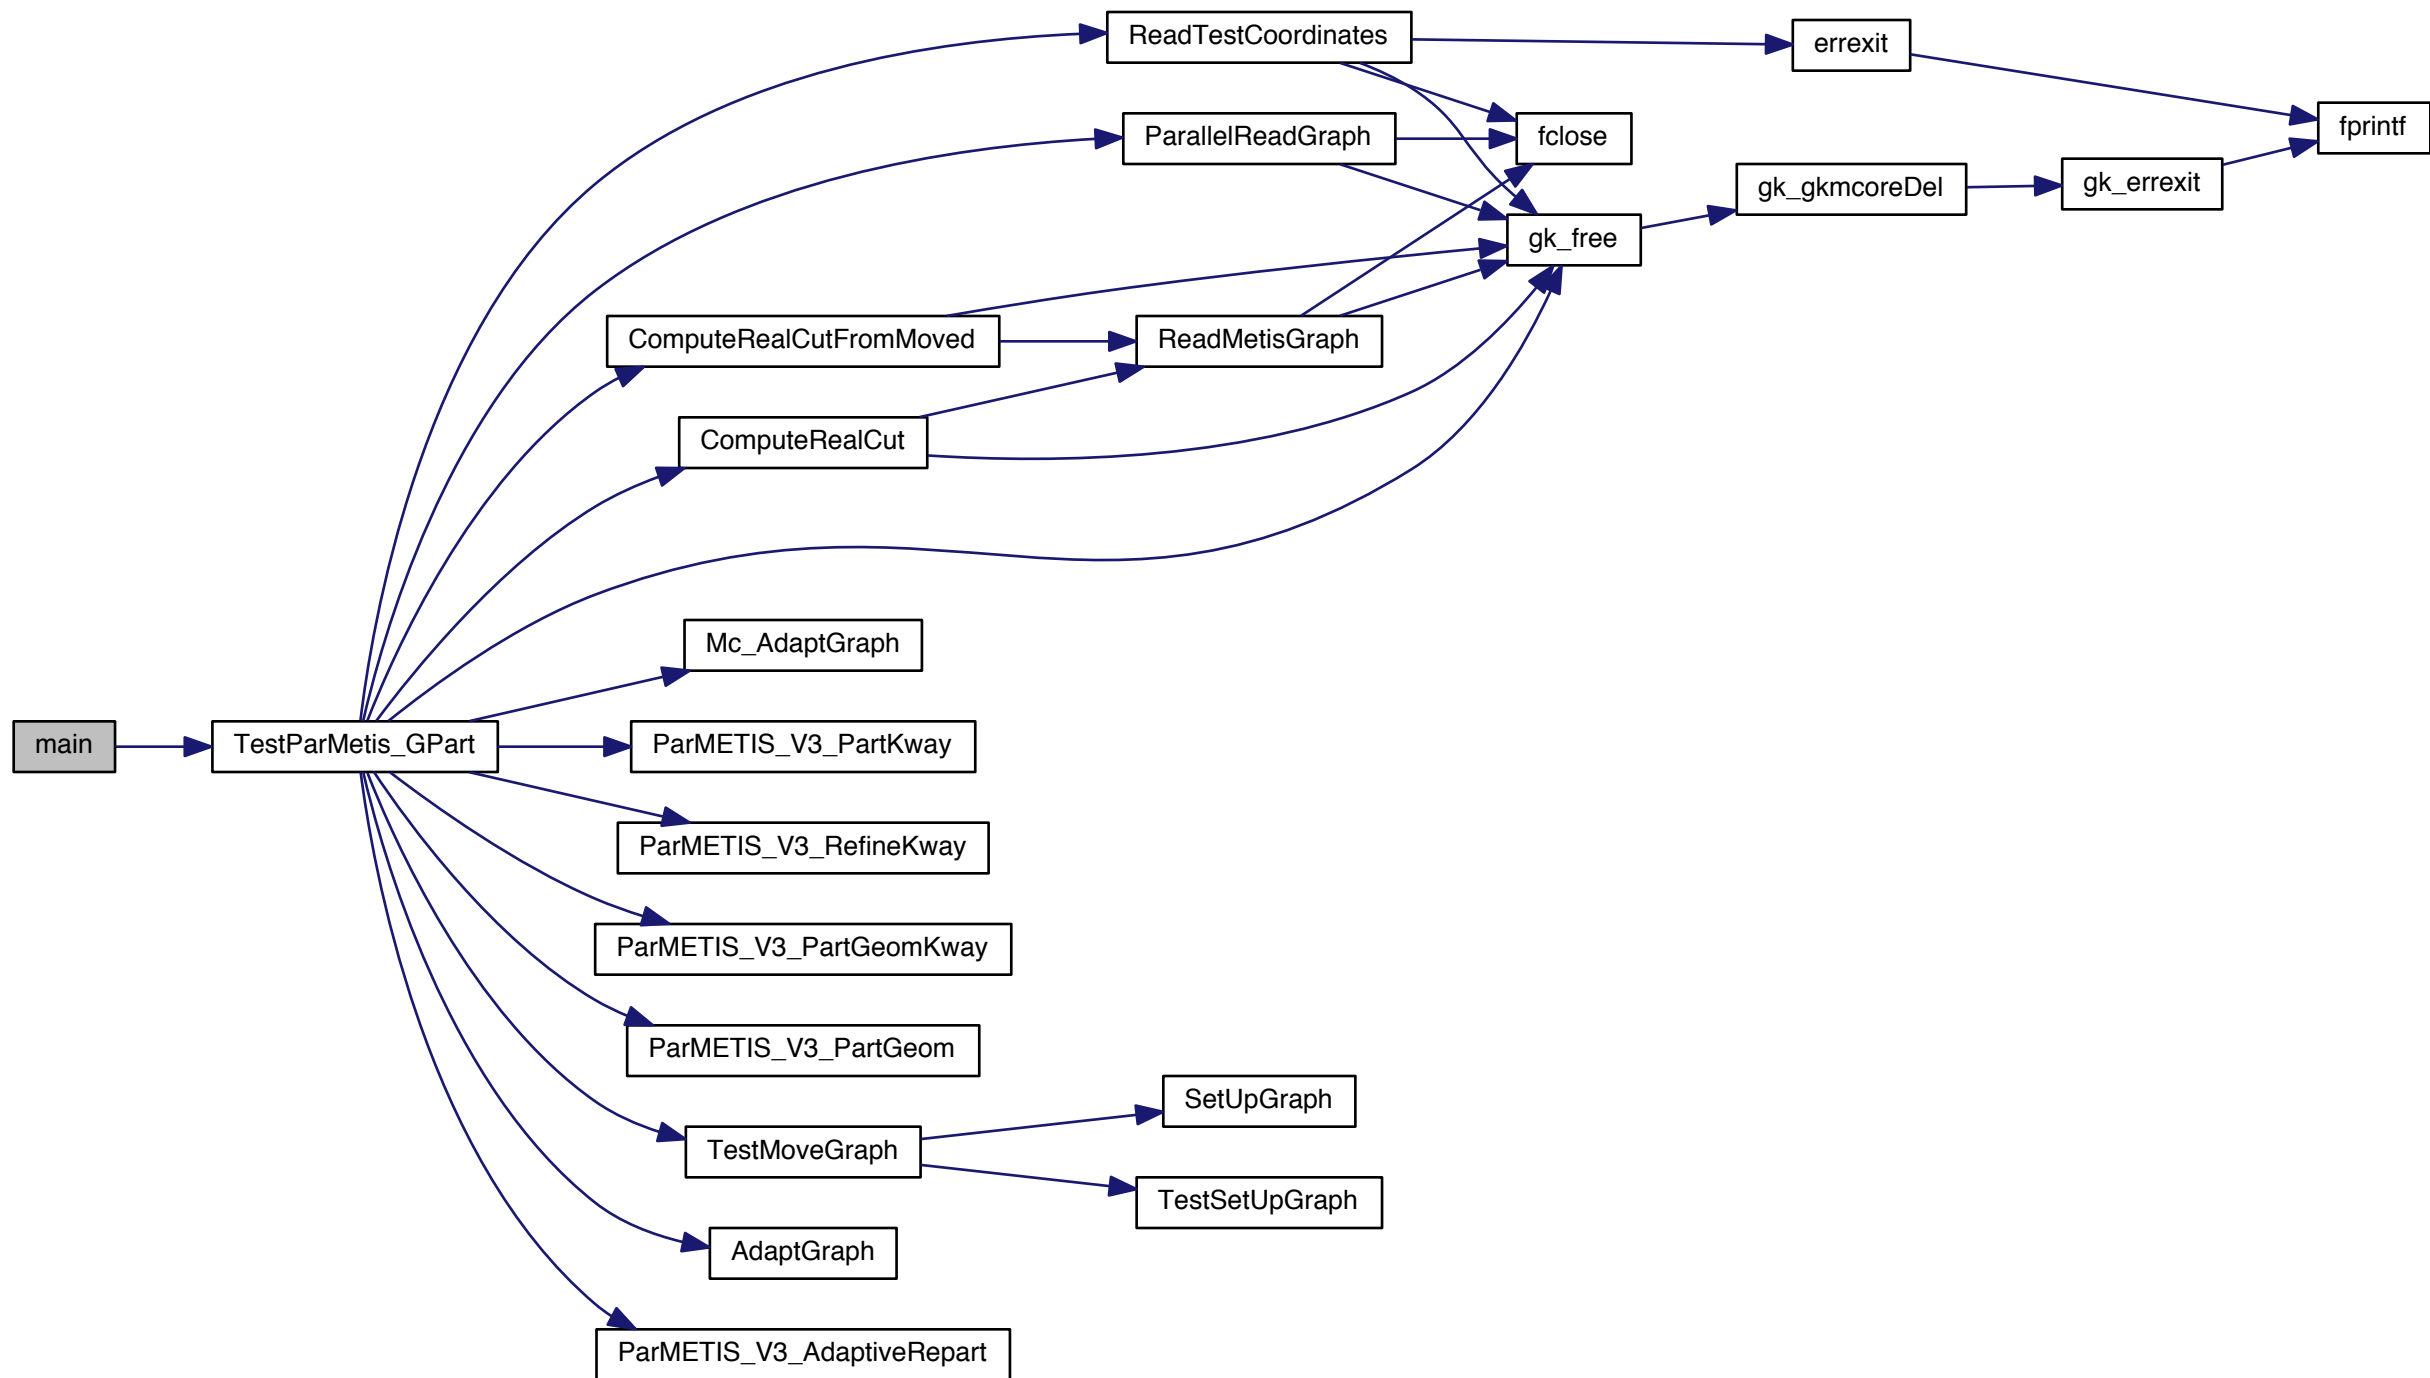 ReadTestCoordinates
errexit
ParallelReadGraph
fclose
fprintf
gk_gkmcoreDel
gk_errexit
gk_free
ComputeRealCutFromMoved
ReadMetisGraph
ComputeRealCut
Mc_AdaptGraph
main
TestParMetis_GPart
ParMETIS_V3_PartKway
ParMETIS_V3_RefineKway
ParMETIS_V3_PartGeomKway
ParMETIS_V3_PartGeom
SetUpGraph
TestMoveGraph
TestSetUpGraph
AdaptGraph
ParMETIS_V3_AdaptiveRepart